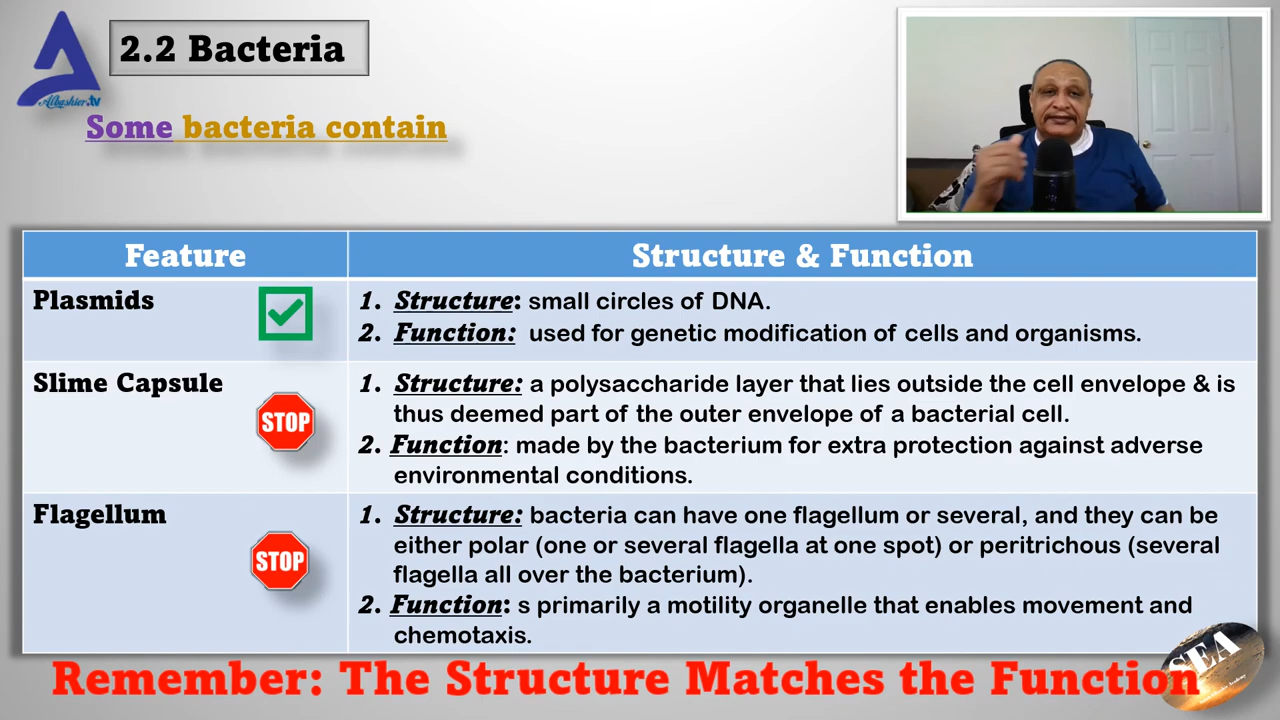 2.2 Bacteria
Albashier.tv
Some bacteria contain
Feature
Structure & Function
Plasmids
1. Structure: small circles of DNA.
2. Function: used for genetic modification of cells and organisms.
Slime Capsule
STOP
1. Structure: a polysaccharide layer that lies outside the cell envelope & is
thus deemed part of the outer envelope of a bacterial cell.
2. Function: made by the bacterium for extra protection against adverse
environmental conditions.
Flagellum
STOP
1. Structure: bacteria can have one flagellum or several, and they can be
either polar (one or several flagella at one spot) or peritrichous (several
flagella all over the bacterium).
2. Function: s primarily a motility organelle that enables movement and
chemotaxis.
Remember: The Structure Matches the Function
SEA